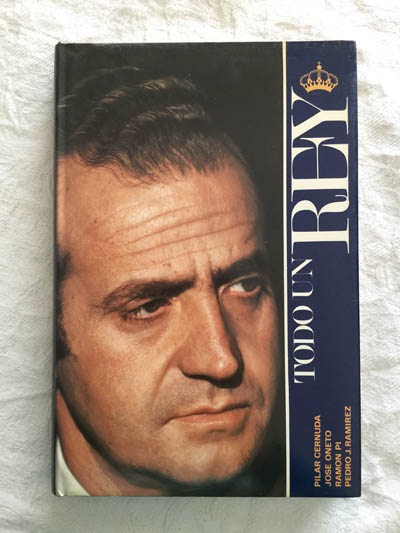 TODO UN REY
PILAR CERNUDA
JOSE ONETO
RAMON PI
PEDRO J. RAMIREZ